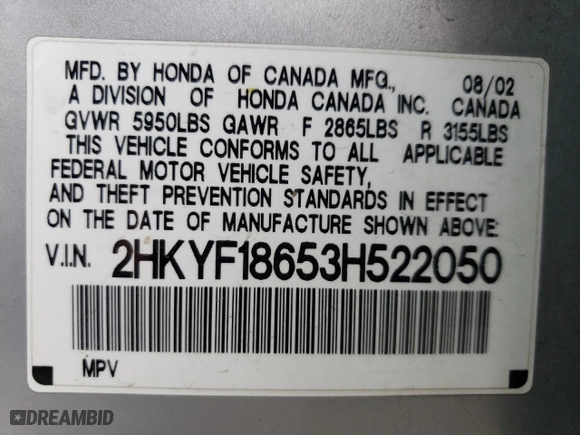 MFD. BY HONDA OF CANADA MFG., 08/02
A DIVISION OF HONDA CANADA INC. CANADA
GVWR 5950LBS GAWR F 2865LBS R 3155LBS
THIS VEHICLE CONFORMS TO ALL APPLICABLE
FEDERAL MOTOR VEHICLE SAFETY,
AND THEFT PREVENTION STANDARDS IN EFFECT
ON THE DATE OF MANUFACTURE SHOWN ABOVE:
V.I.N. 2HKYF18653H522050
MPV
DREAMBID